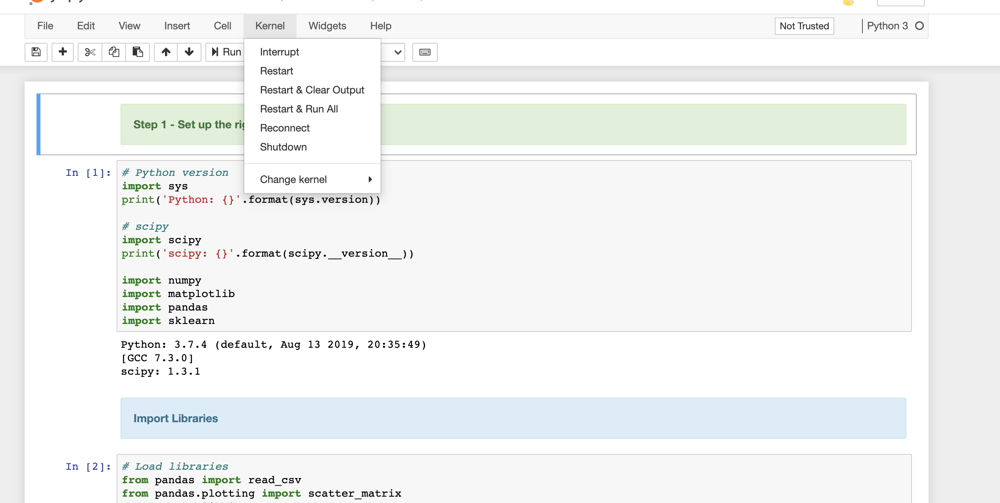 File Edit View Insert Cell Kernel Widgets Help Not Trusted Python 3
Run
Interrupt
Restart
Restart & Clear Output
Restart & Run All
Reconnect
Shutdown
Change kernel
Step 1 - Set up the
In [1]:
# Python version
import sys
print('Python: {}'.format(sys.version))
# scipy
import scipy
print('scipy: {}'.format(scipy.__version__))
import numpy
import matplotlib
import pandas
import sklearn
Python: 3.7.4 (default, Aug 13 2019, 20:35:49)
[GCC 7.3.0]
scipy: 1.3.1
Import Libraries
In [2]:
# Load libraries
from pandas import read_csv
from pandas.plotting import scatter_matrix